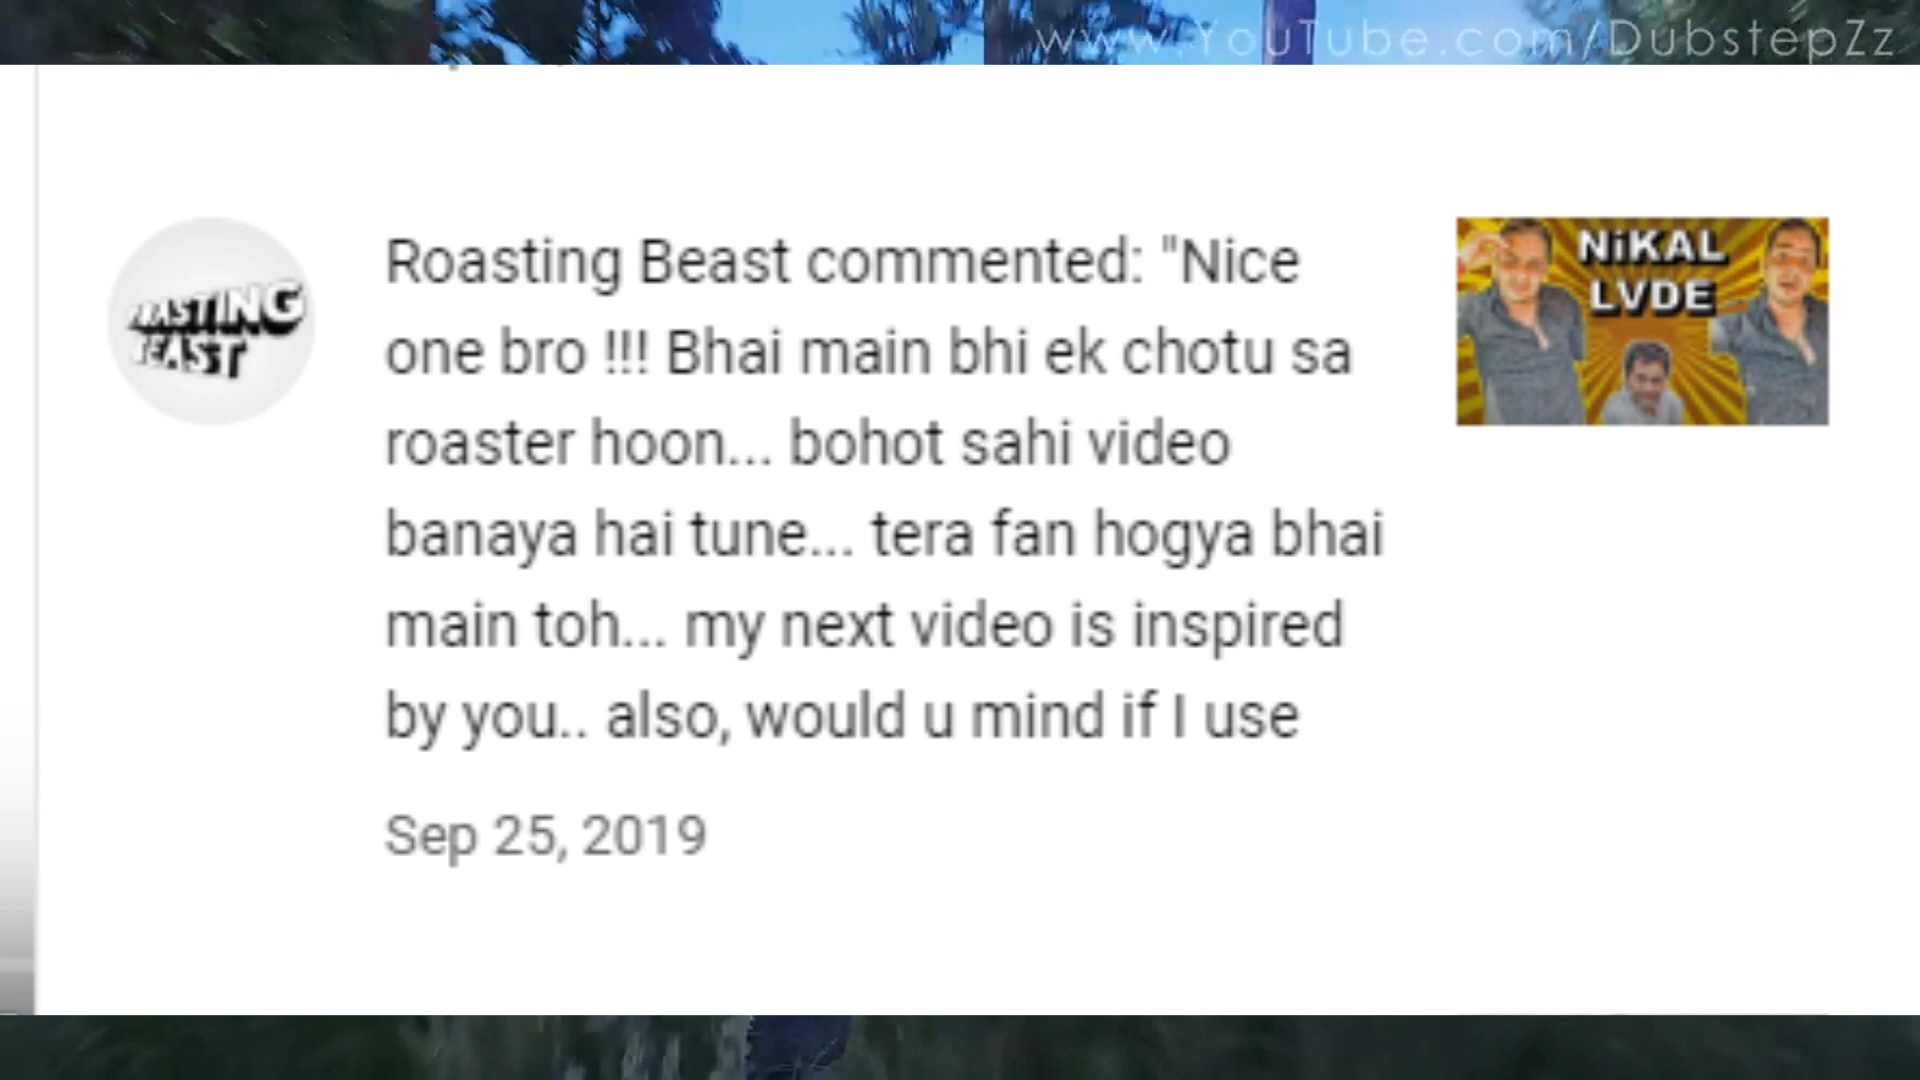 www.YouTube.com/DubstepZz
Roasting Beast commented: "Nice
one bro !!! Bhai main bhi ek chotu sa
roaster hoon... bohot sahi video
banaya hai tune... tera fan hogya bhai
main toh... my next video is inspired
by you.. also, would u mind if I use
Sep 25, 2019
NiKAL
LVDE